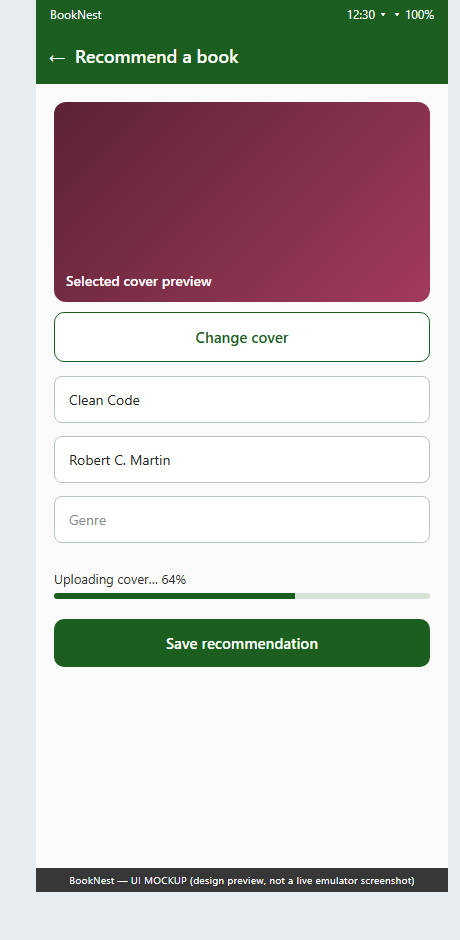 BookNest 12:30 100%
← Recommend a book
Selected cover preview
Change cover
Clean Code
Robert C. Martin
Genre
Uploading cover... 64%
Save recommendation
BookNest — UI MOCKUP (design preview, not a live emulator screenshot)